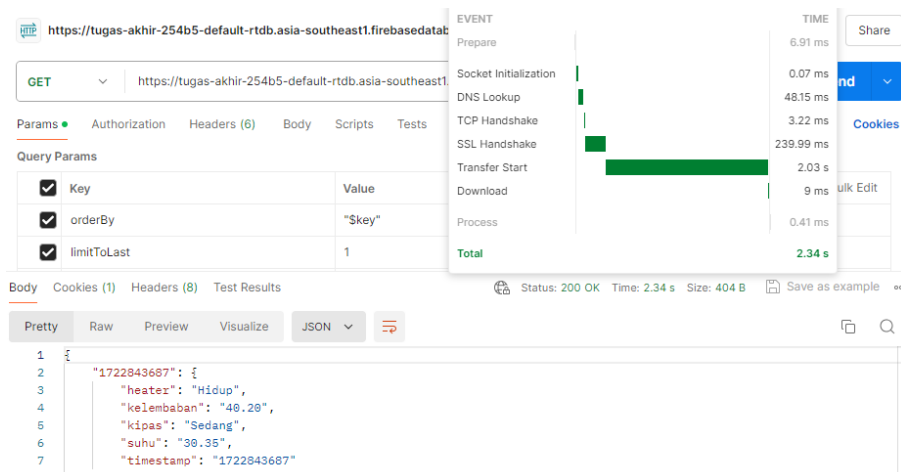 HTTP https://tugas-akhir-254b5-default-rtdb.asia-southeast1.firebasedatab
Share
GET https://tugas-akhir-254b5-default-rtdb.asia-southeast1.
nd
Params Authorization Headers (6) Body Scripts Tests
Cookies
Query Params
Key Value
ulk Edit
orderBy "$key"
limitToLast 1
EVENT TIME
Prepare 6.91 ms
Socket Initialization 0.07 ms
DNS Lookup 48.15 ms
TCP Handshake 3.22 ms
SSL Handshake 239.99 ms
Transfer Start 2.03 s
Download 9 ms
Process 0.41 ms
Total 2.34 s
Body Cookies (1) Headers (8) Test Results
Status: 200 OK Time: 2.34 s Size: 404 B Save as example
Pretty Raw Preview Visualize JSON
1 {
2 "1722843687": {
3 "heater": "Hidup",
4 "kelembaban": "40.20",
5 "kipas": "Sedang",
6 "suhu": "30.35",
7 "timestamp": "1722843687"